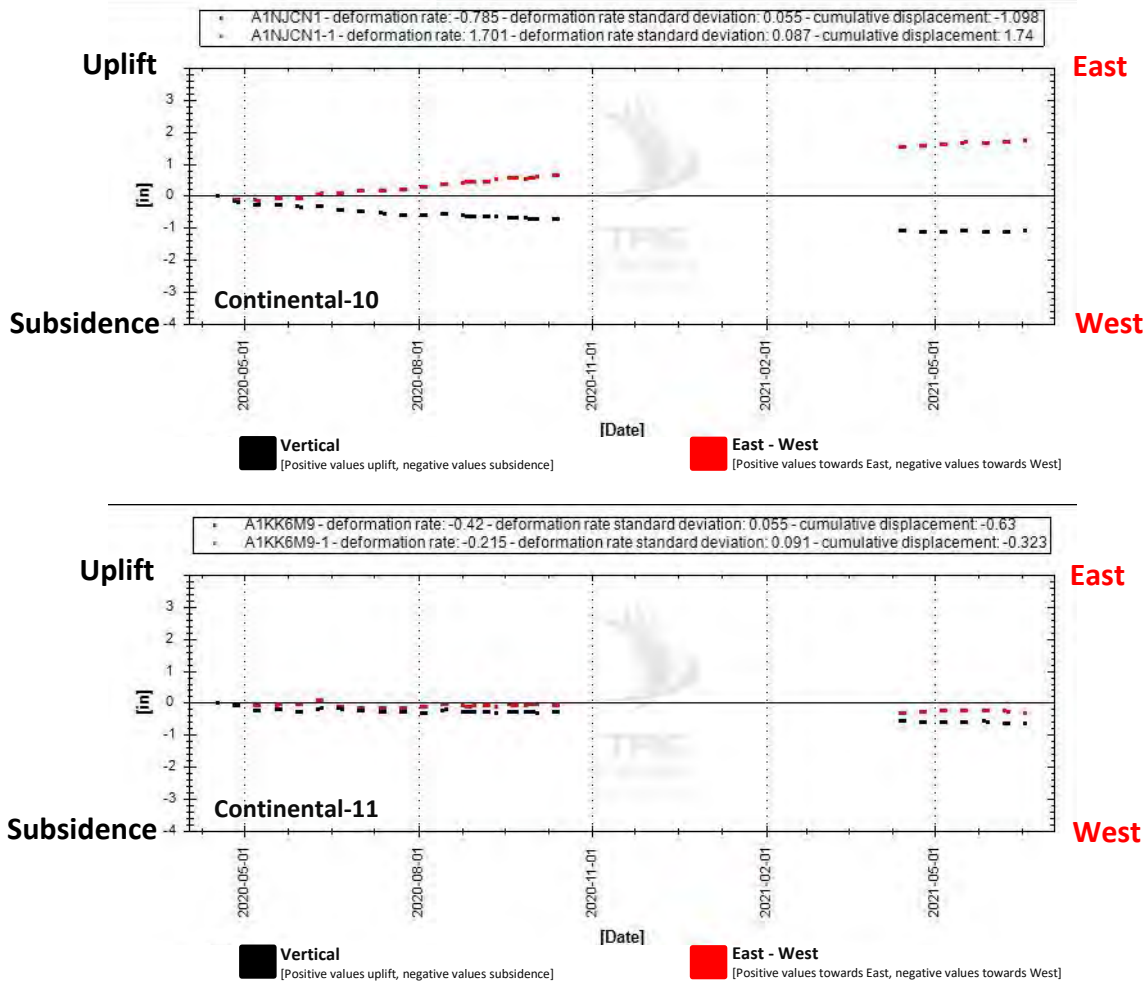 A1NJCN1 - deformation rate: -0.785 - deformation rate standard deviation: 0.055 - cumulative displacement: -1.098
A1NJCN1-1 - deformation rate: 1.701 - deformation rate standard deviation: 0.087 - cumulative displacement: 1.74
Uplift
East
3
2
1
0
[in]
-1
-2
-3
Continental-10
Subsidence
-4
West
2020-05-01
2020-08-01
2020-11-01
2021-02-01
2021-05-01
[Date]
Vertical
[Positive values uplift, negative values subsidence]
East - West
[Positive values towards East, negative values towards West]
A1KK6M9 - deformation rate: -0.42 - deformation rate standard deviation: 0.055 - cumulative displacement: -0.63
A1KK6M9-1 - deformation rate: -0.215 - deformation rate standard deviation: 0.091 - cumulative displacement: -0.323
Uplift
East
3
2
1
0
[in]
-1
-2
-3
Continental-11
Subsidence
-4
West
2020-05-01
2020-08-01
2020-11-01
2021-02-01
2021-05-01
[Date]
Vertical
[Positive values uplift, negative values subsidence]
East - West
[Positive values towards East, negative values towards West]